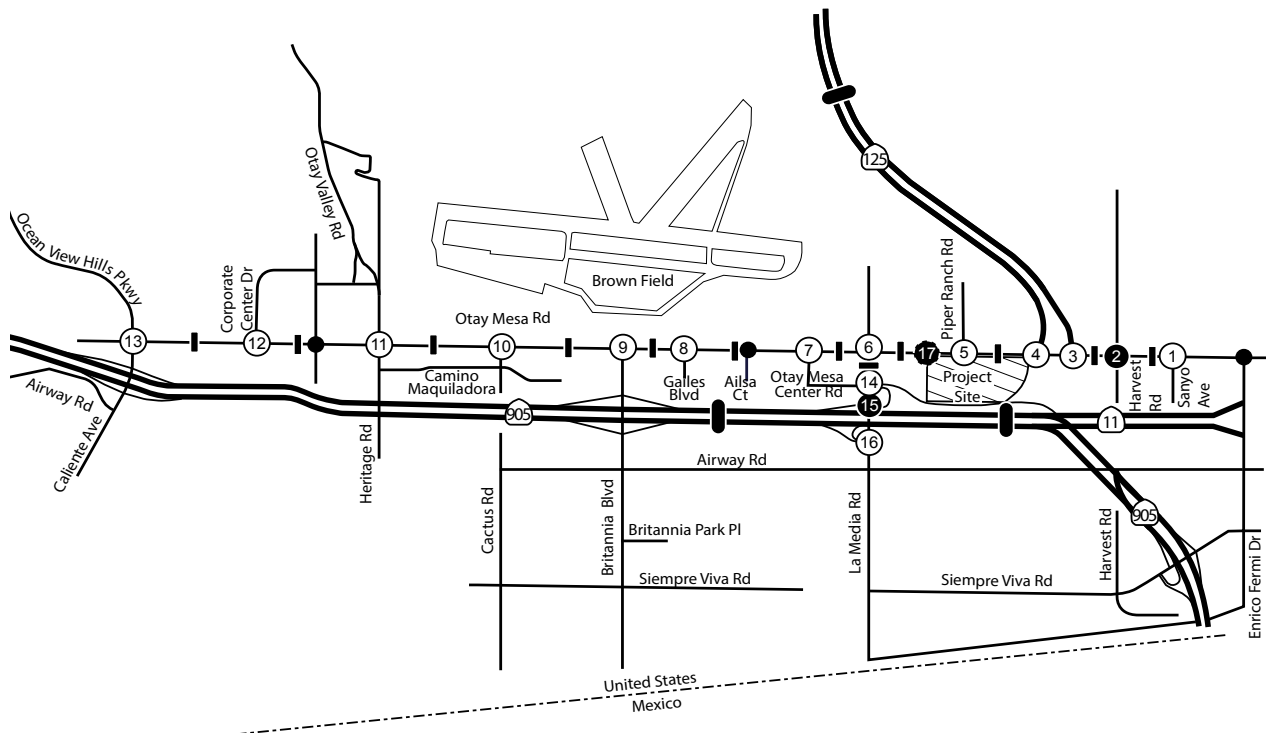 125
Otay Valley Rd
Ocean View Hills Pkwy
Corporate
Center Dr
Brown Field
Piper Ranch Rd
Otay Mesa Rd
13
12
11
10
9
8
7
6
17
5
4
3
2
1
Camino
Maquiladora
Galles
Blvd
Ailsa
Ct
Otay Mesa
Center Rd
14
Project
Site
Harvest
Rd
Sanyo
Ave
Airway Rd
15
905
11
Caliente Ave
Heritage Rd
16
Airway Rd
Cactus Rd
Britannia Blvd
La Media Rd
905
Britannia Park Pl
Harvest Rd
Enrico Fermi Dr
Siempre Viva Rd
Siempre Viva Rd
United States
Mexico